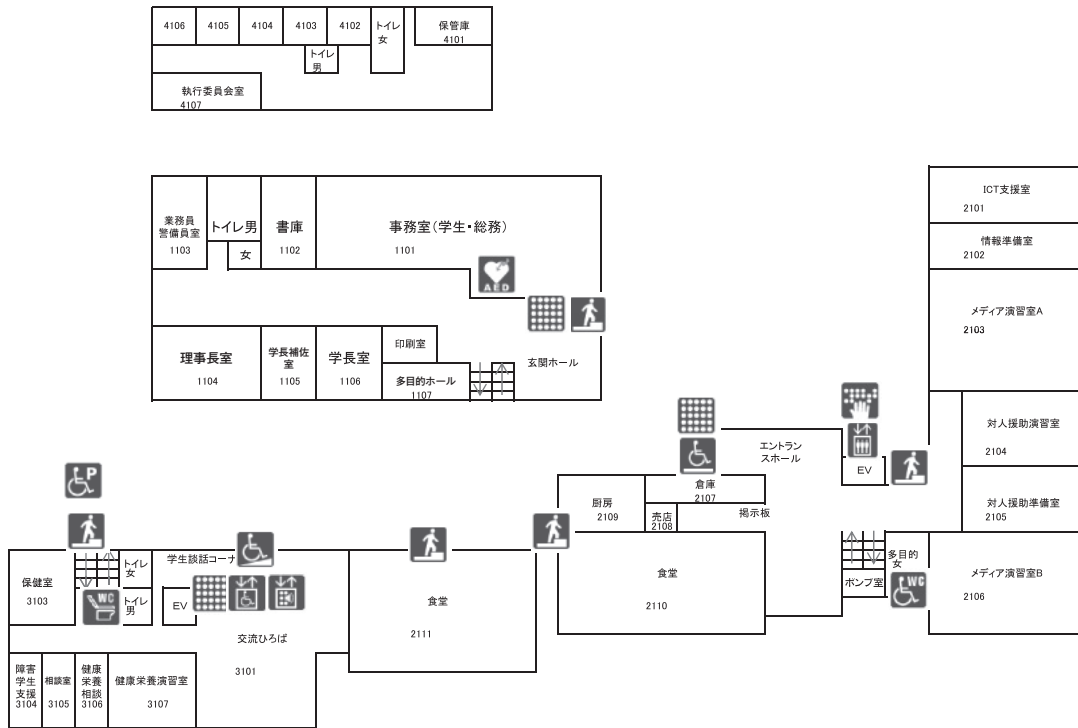 4106 4105 4104 4103 4102 トイレ 保管庫
女 4101
トイレ
男
執行委員会室
4107
業務員
警備員室
1103
トイレ男
女
書庫
1102
事務室(学生・総務)
1101
AED
理事長室
1104
学長補佐
室
1105
学長室
1106
印刷室
多目的ホール
1107
玄関ホール
ICT支援室
2101
情報準備室
2102
メディア演習室A
2103
対人援助演習室
2104
対人援助準備室
2105
メディア演習室B
2106
エントラン
スホール
EV
倉庫
2107
掲示板
厨房
2109
売店
2108
食堂
2110
多目的
女
ポンプ室
WC
P
保健室
3103
トイレ
女
WC
トイレ
男
学生談話コーナ
EV
交流ひろば
3101
食堂
2111
障害
学生
支援
3104
相談室
3105
健康
栄養
相談
3106
健康栄養演習室
3107